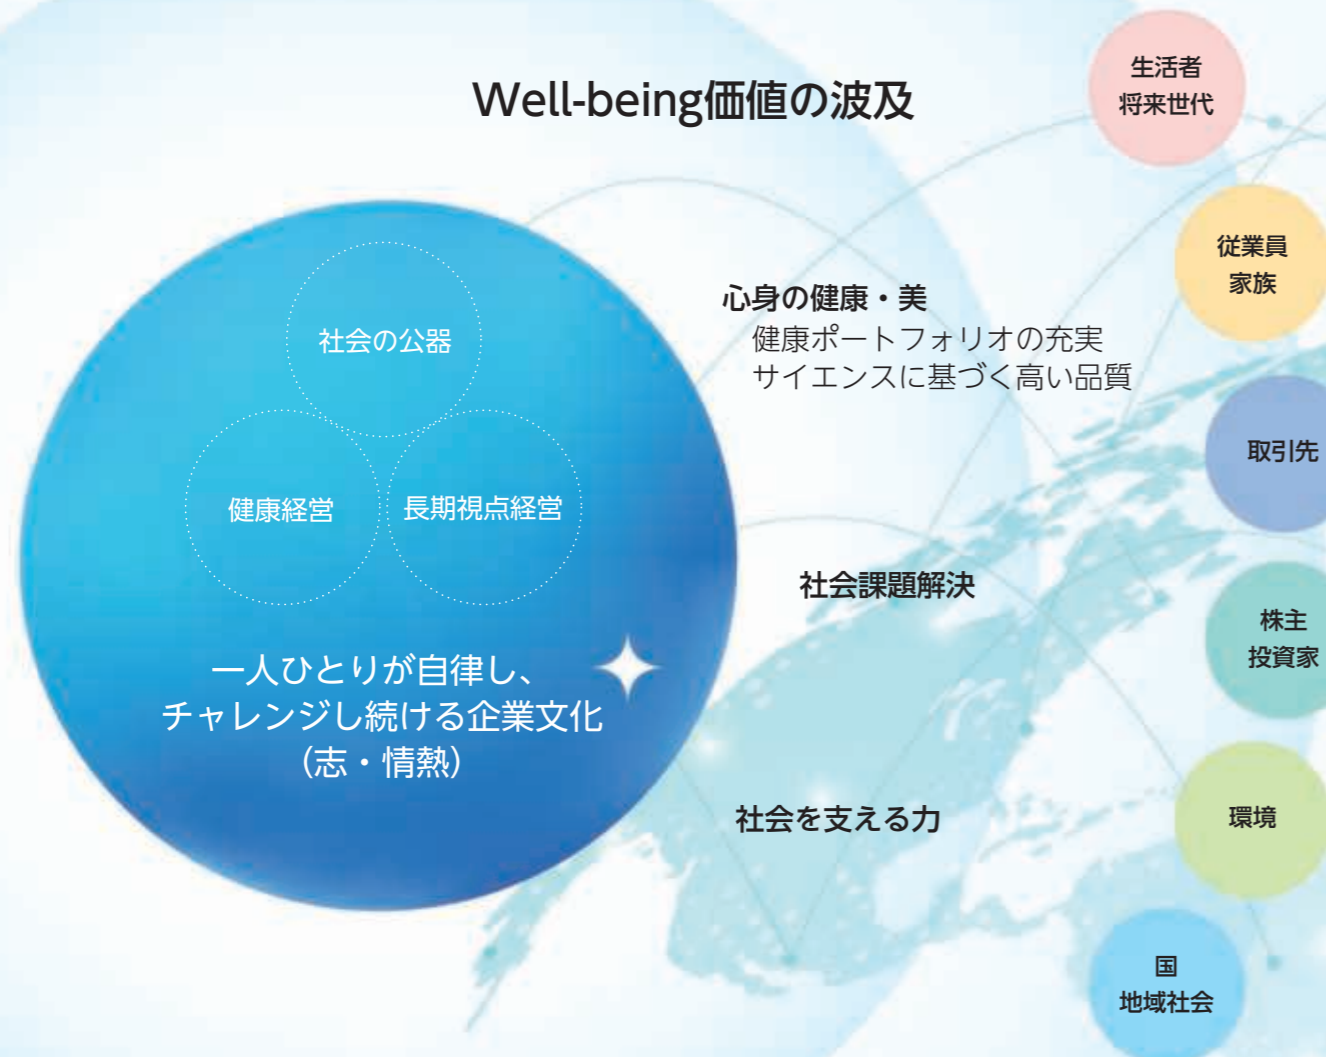 Well-being価値の波及
社会の公器
健康経営
長期視点経営
一人ひとりが自律し、
チャレンジし続ける企業文化
（志・情熱）
心身の健康・美
健康ポートフォリオの充実
サイエンスに基づく高い品質
社会課題解決
社会を支える力
生活者
将来世代
従業員
家族
取引先
株主
投資家
環境
国
地域社会